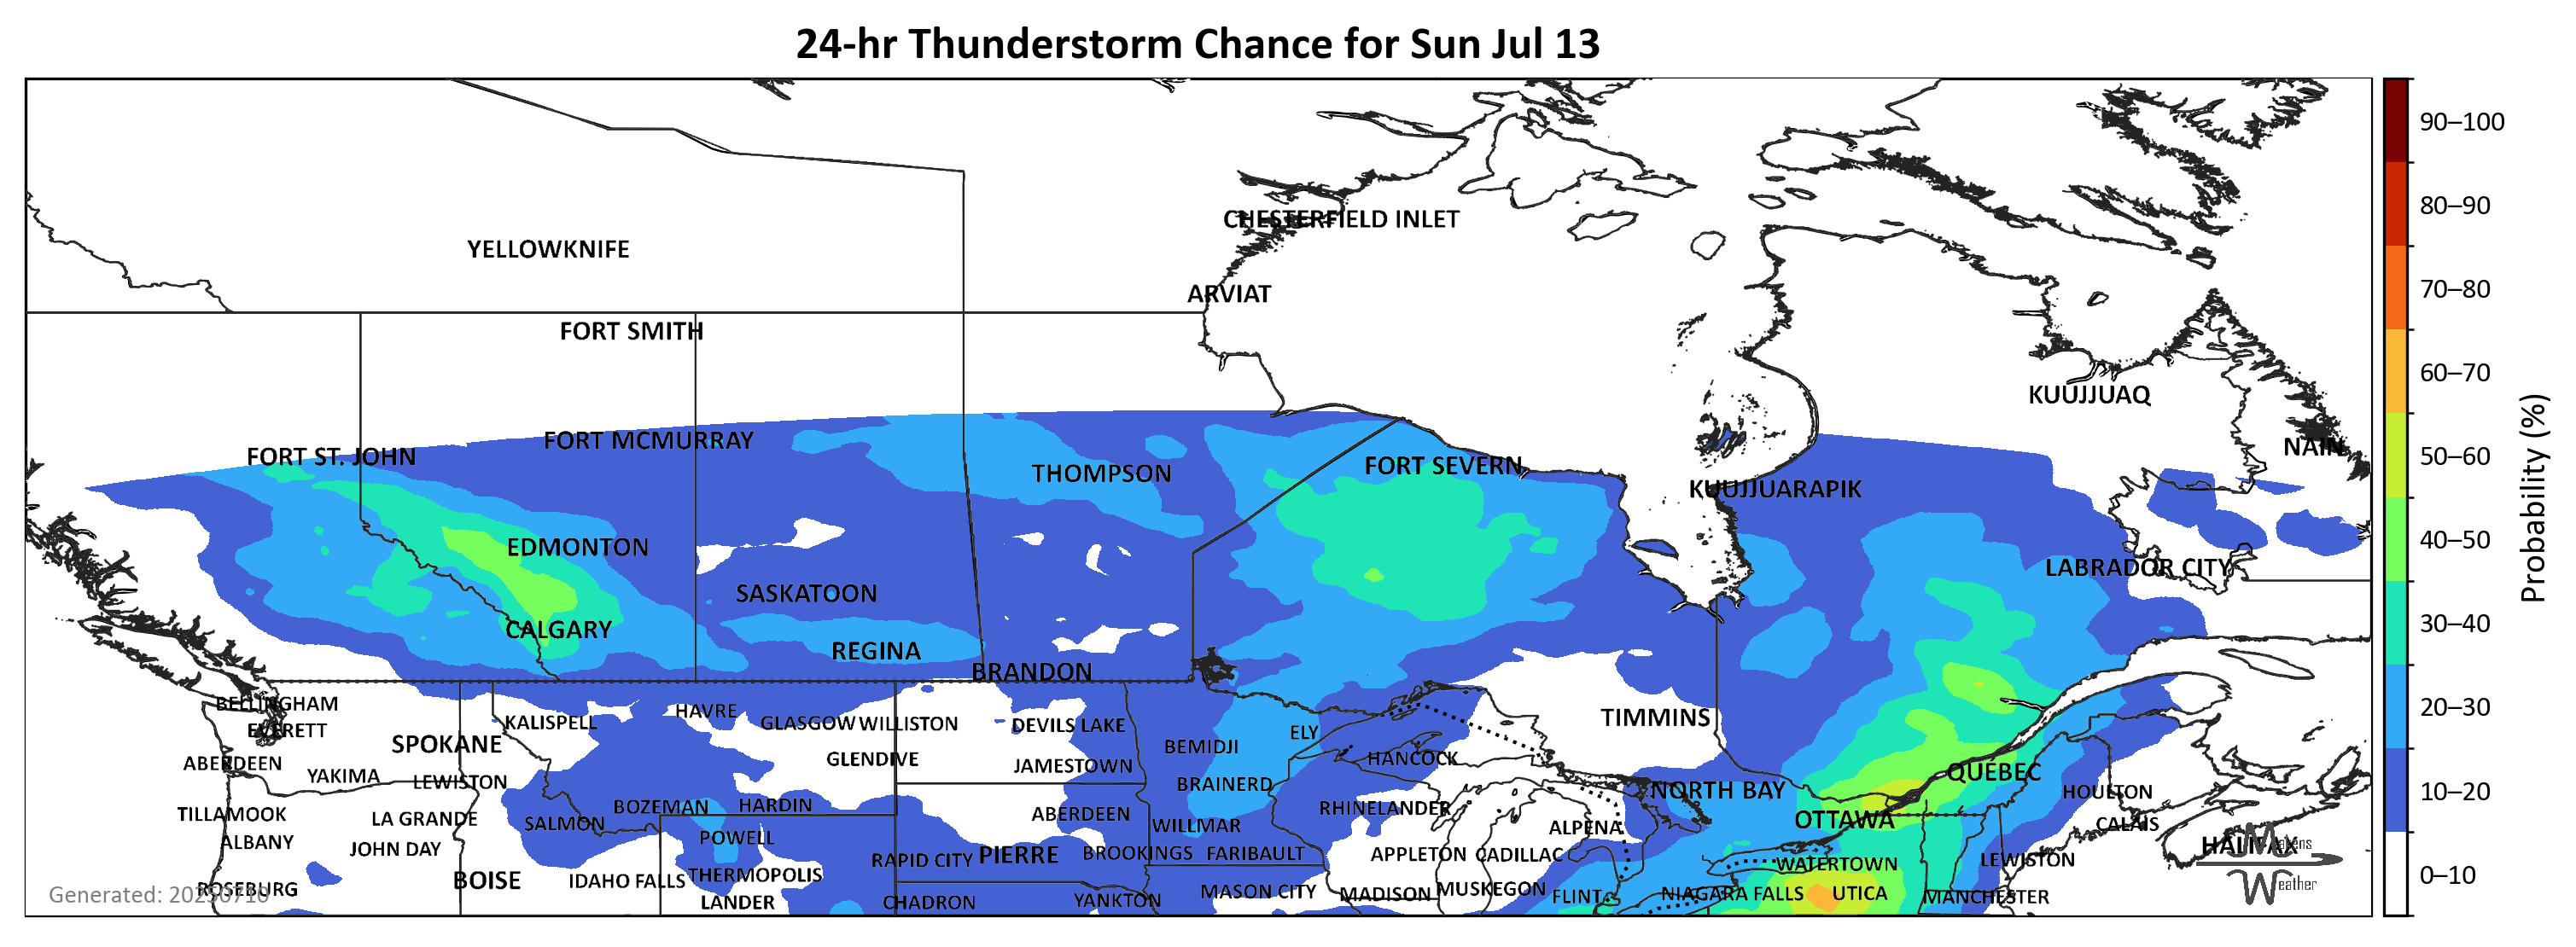 24-hr Thunderstorm Chance for Sun Jul 13
90–100
80–90
CHESTERFIELD INLET
YELLOWKNIFE
70–80
ARVIAT
FORT SMITH
60–70
KUUJJUAQ
FORT MCMURRAY
NAIN
FORT ST. JOHN
50–60
FORT SEVERN
THOMPSON
KUUJJUARAPIK
40–50
EDMONTON
Probability (%)
LABRADOR CITY
SASKATOON
30–40
CALGARY
REGINA
BRANDON
BELLINGHAM
20–30
HAVRE
TIMMINS
KALISPELL
GLASGOW
WILLISTON
DEVILS LAKE
EVERETT
ELY
SPOKANE
BEMIDJI
GLENDIVE
HANCOCK
ABERDEEN
JAMESTOWN
QUÉBEC
YAKIMA
LEWISTON
BRAINERD
NORTH BAY
HOULTON
10–20
BOZEMAN
HARDIN
RHINELANDER
TILLAMOOK
LA GRANDE
ABERDEEN
OTTAWA
SALMON
WILLMAR
ALPENA
CALAIS
POWELL
ALBANY
HALIFAX
Makens
JOHN DAY
BROOKINGS
FARIBAULT
APPLETON
CADILLAC
PIERRE
RAPID CITY
LEWISTON
WATERTOWN
THERMOPOLIS
0–10
BOISE
IDAHO FALLS
Weather
ROSEBURG
MASON CITY
MADISON
MUSKEGON
NIAGARA FALLS
UTICA
Generated: 20250710
FLINT
MANCHESTER
LANDER
CHADRON
YANKTON